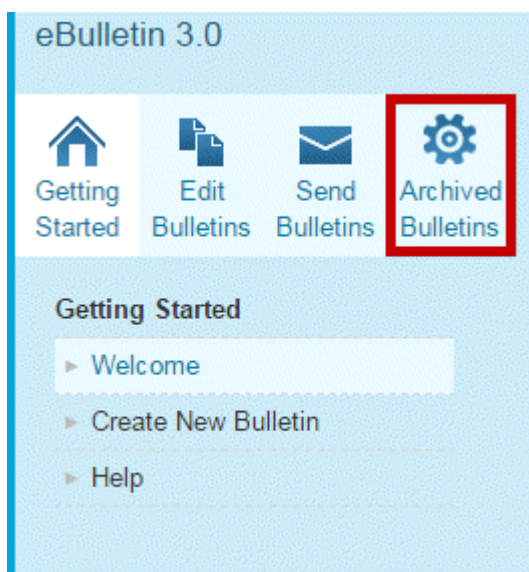 eBulletin 3.0
Getting Started
Edit Bulletins
Send Bulletins
Archived Bulletins
Getting Started
Welcome
Create New Bulletin
Help